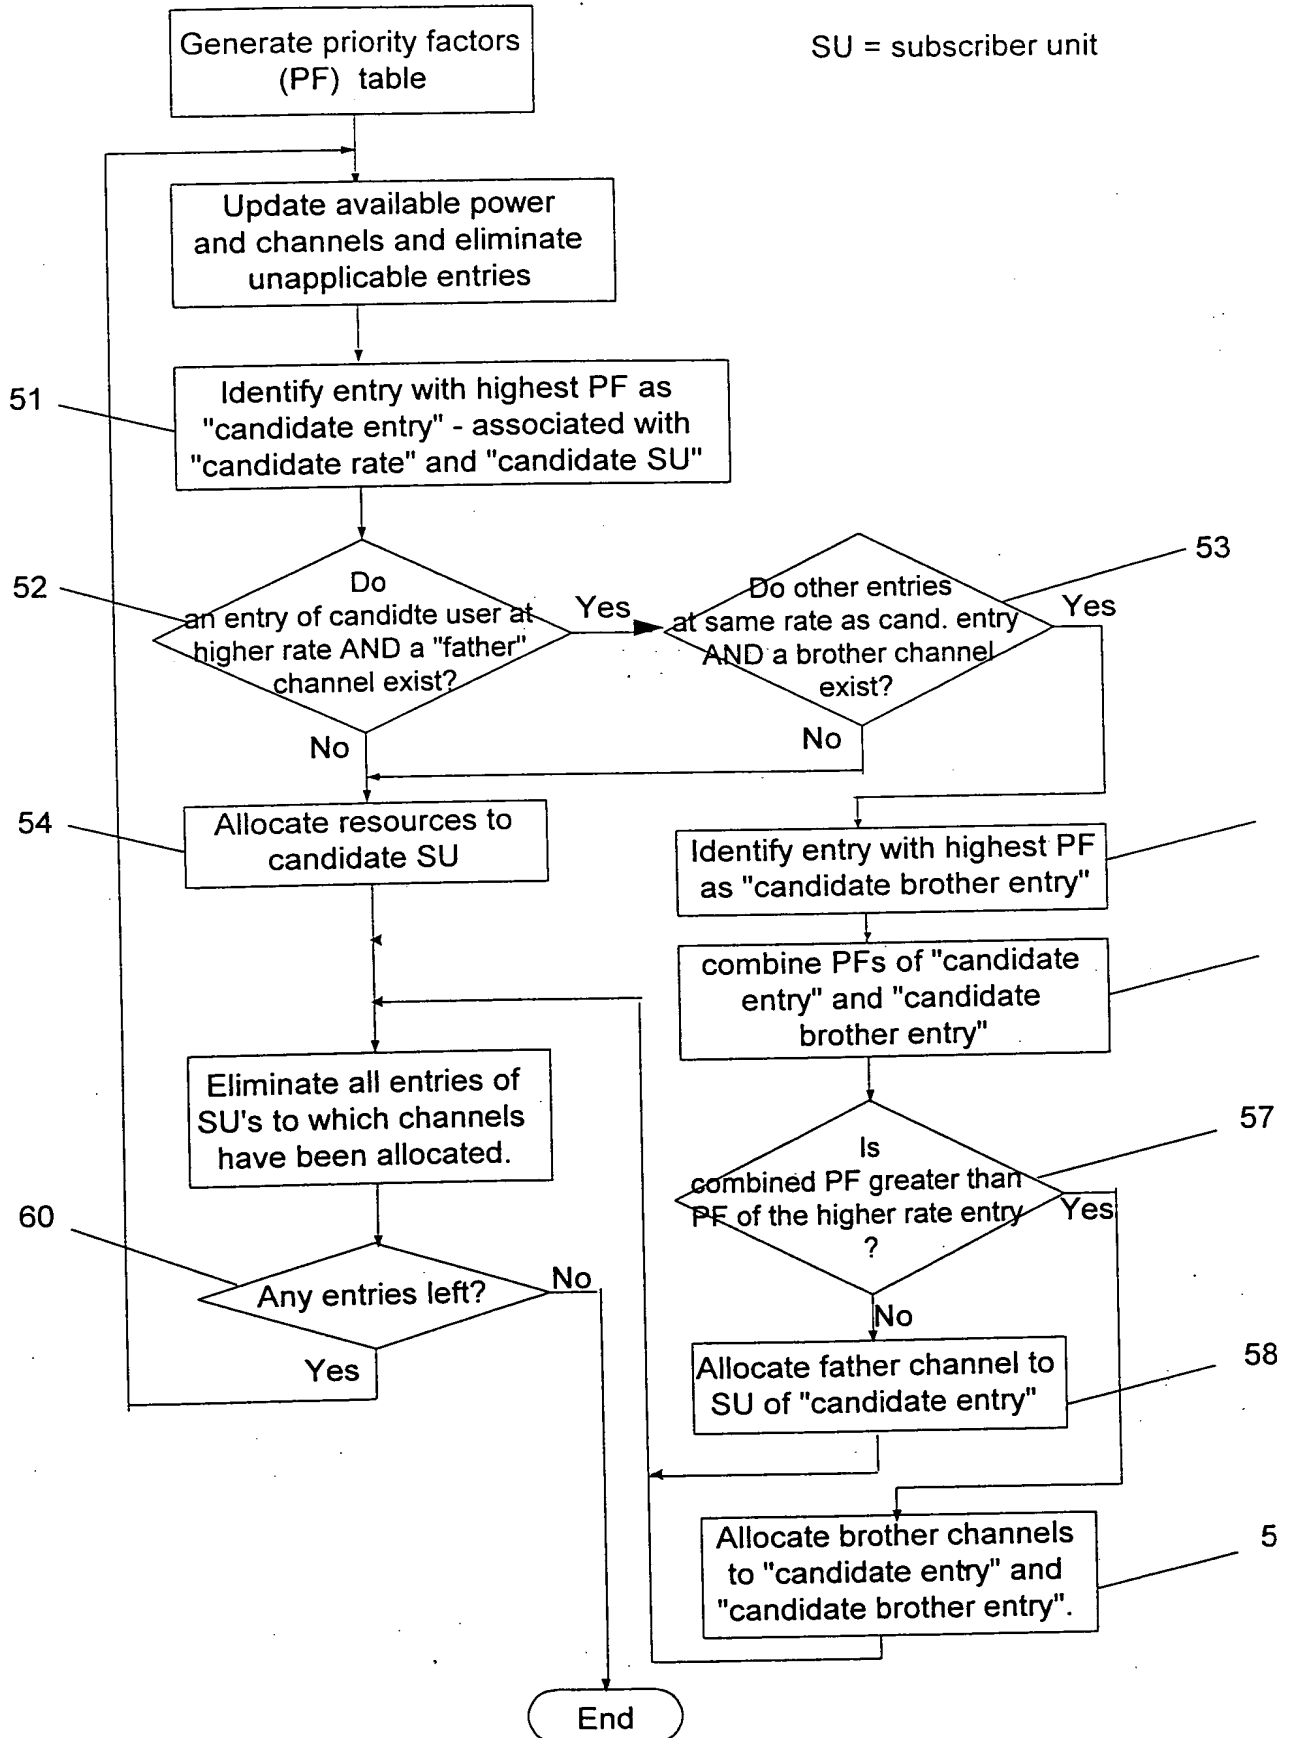 Generate priority factors
(PF) table
SU = subscriber unit
Update available power
and channels and eliminate
unapplicable entries
51
Identify entry with highest PF as
"candidate entry" - associated with
"candidate rate" and "candidate SU"
52
Do
an entry of candidte user at
higher rate AND a "father"
channel exist?
Yes
No
53
Do other entries
at same rate as cand. entry
AND a brother channel
exist?
Yes
No
54
Allocate resources to
candidate SU
Identify entry with highest PF
as "candidate brother entry"
combine PFs of "candidate
entry" and "candidate
brother entry"
Eliminate all entries of
SU's to which channels
have been allocated.
57
Is
combined PF greater than
PF of the higher rate entry
?
Yes
No
60
Any entries left?
No
Yes
58
Allocate father channel to
SU of "candidate entry"
5
Allocate brother channels
to "candidate entry" and
"candidate brother entry".
End